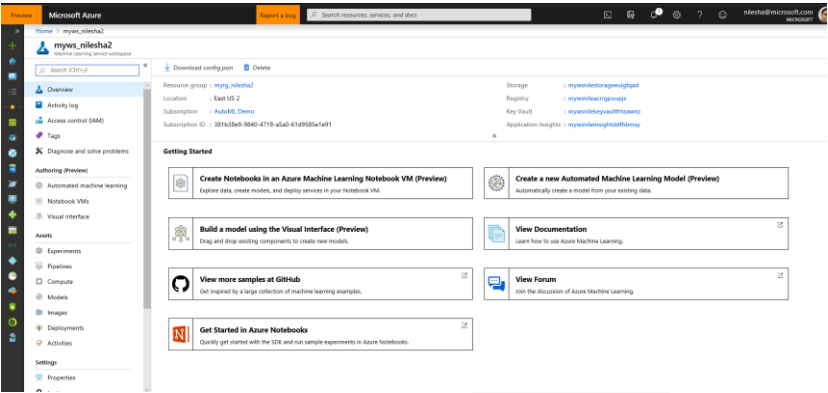 Preview Microsoft Azure Report a bug Search resources, services, and docs nilesha@microsoft.com
MICROSOFT
Home > myws_nilesha2
myws_nilesha2
Machine Learning service workspace
Search (Ctrl+/)
Overview
Activity log
Access control (IAM)
Tags
Diagnose and solve problems
Authoring (Preview)
Automated machine learning
Notebook VMs
Visual interface
Assets
Experiments
Pipelines
Compute
Models
Images
Deployments
Activities
Settings
Properties
Download config.json Delete
Resource group : myrg_nilesha2
Location : East US 2
Subscription : AutoML Demo
Subscription ID : 381b38e9-9840-4719-a5a0-61d9585e1e91
Storage :
Registry :
Key Vault :
Application Insights :
Getting Started
Create Notebooks in an Azure Machine Learning Notebook VM (Preview)
Explore data, create models, and deploy services in your Notebook VM.
Create a new Automated Machine Learning Model (Preview)
Automatically create a model from your existing data.
Build a model using the Visual Interface (Preview)
Drag and drop existing components to create new models.
View Documentation
Learn how to use Azure Machine Learning.
View more samples at GitHub
Get inspired by a large collection of machine learning examples.
View Forum
Join the discussion of Azure Machine Learning.
Get Started in Azure Notebooks
Quickly get started with the SDK and run sample experiments in Azure Notebooks.